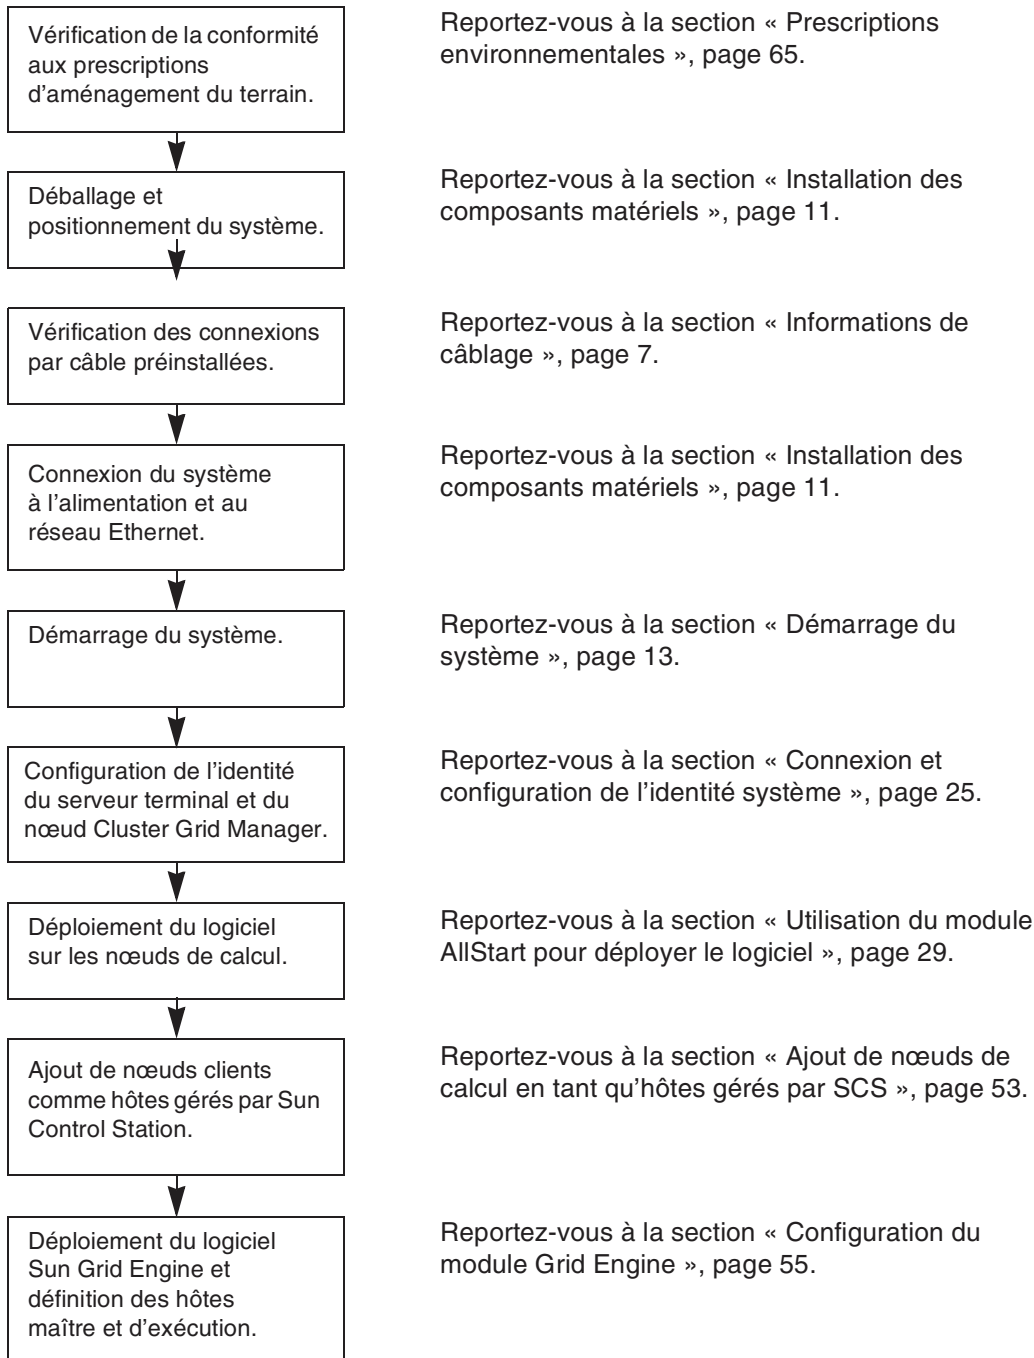 Vérification de la conformité
aux prescriptions
d'aménagement du terrain.
Reportez-vous à la section « Prescriptions
environnementales », page 65.
Déballage et
positionnement du système.
Reportez-vous à la section « Installation des
composants matériels », page 11.
Vérification des connexions
par câble préinstallées.
Reportez-vous à la section « Informations de
câblage », page 7.
Connexion du système
à l'alimentation et au
réseau Ethernet.
Reportez-vous à la section « Installation des
composants matériels », page 11.
Démarrage du système.
Reportez-vous à la section « Démarrage du
système », page 13.
Configuration de l'identité
du serveur terminal et du
nœud Cluster Grid Manager.
Reportez-vous à la section « Connexion et
configuration de l'identité système », page 25.
Déploiement du logiciel
sur les nœuds de calcul.
Reportez-vous à la section « Utilisation du module
AllStart pour déployer le logiciel », page 29.
Ajout de nœuds clients
comme hôtes gérés par Sun
Control Station.
Reportez-vous à la section « Ajout de nœuds de
calcul en tant qu'hôtes gérés par SCS », page 53.
Déploiement du logiciel
Sun Grid Engine et
définition des hôtes
maître et d'exécution.
Reportez-vous à la section « Configuration du
module Grid Engine », page 55.